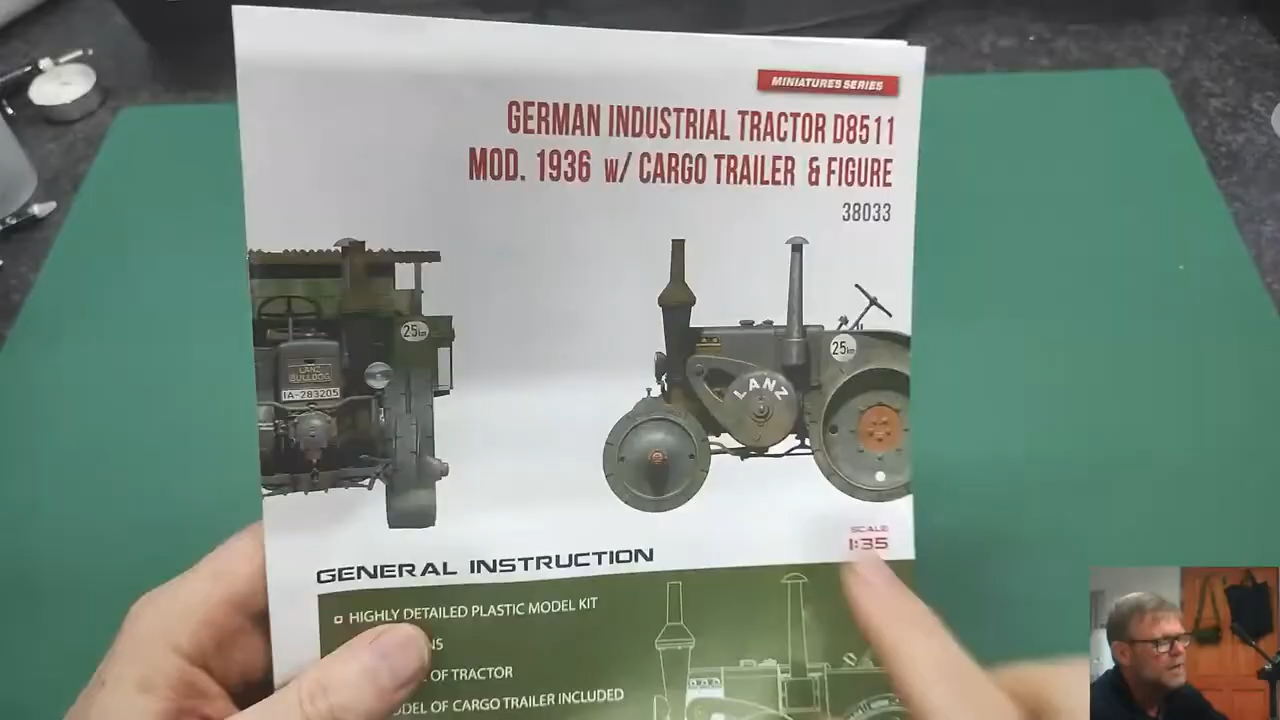 MINIATURES SERIES
GERMAN INDUSTRIAL TRACTOR D8511
MOD. 1936 w/ CARGO TRAILER & FIGURE
38033
25km
LANZ
BULLDOG
IA-283205
25km
LANZ
SCALE
1:35
GENERAL INSTRUCTION
HIGHLY DETAILED PLASTIC MODEL KIT
OF TRACTOR
OF CARGO TRAILER INCLUDED